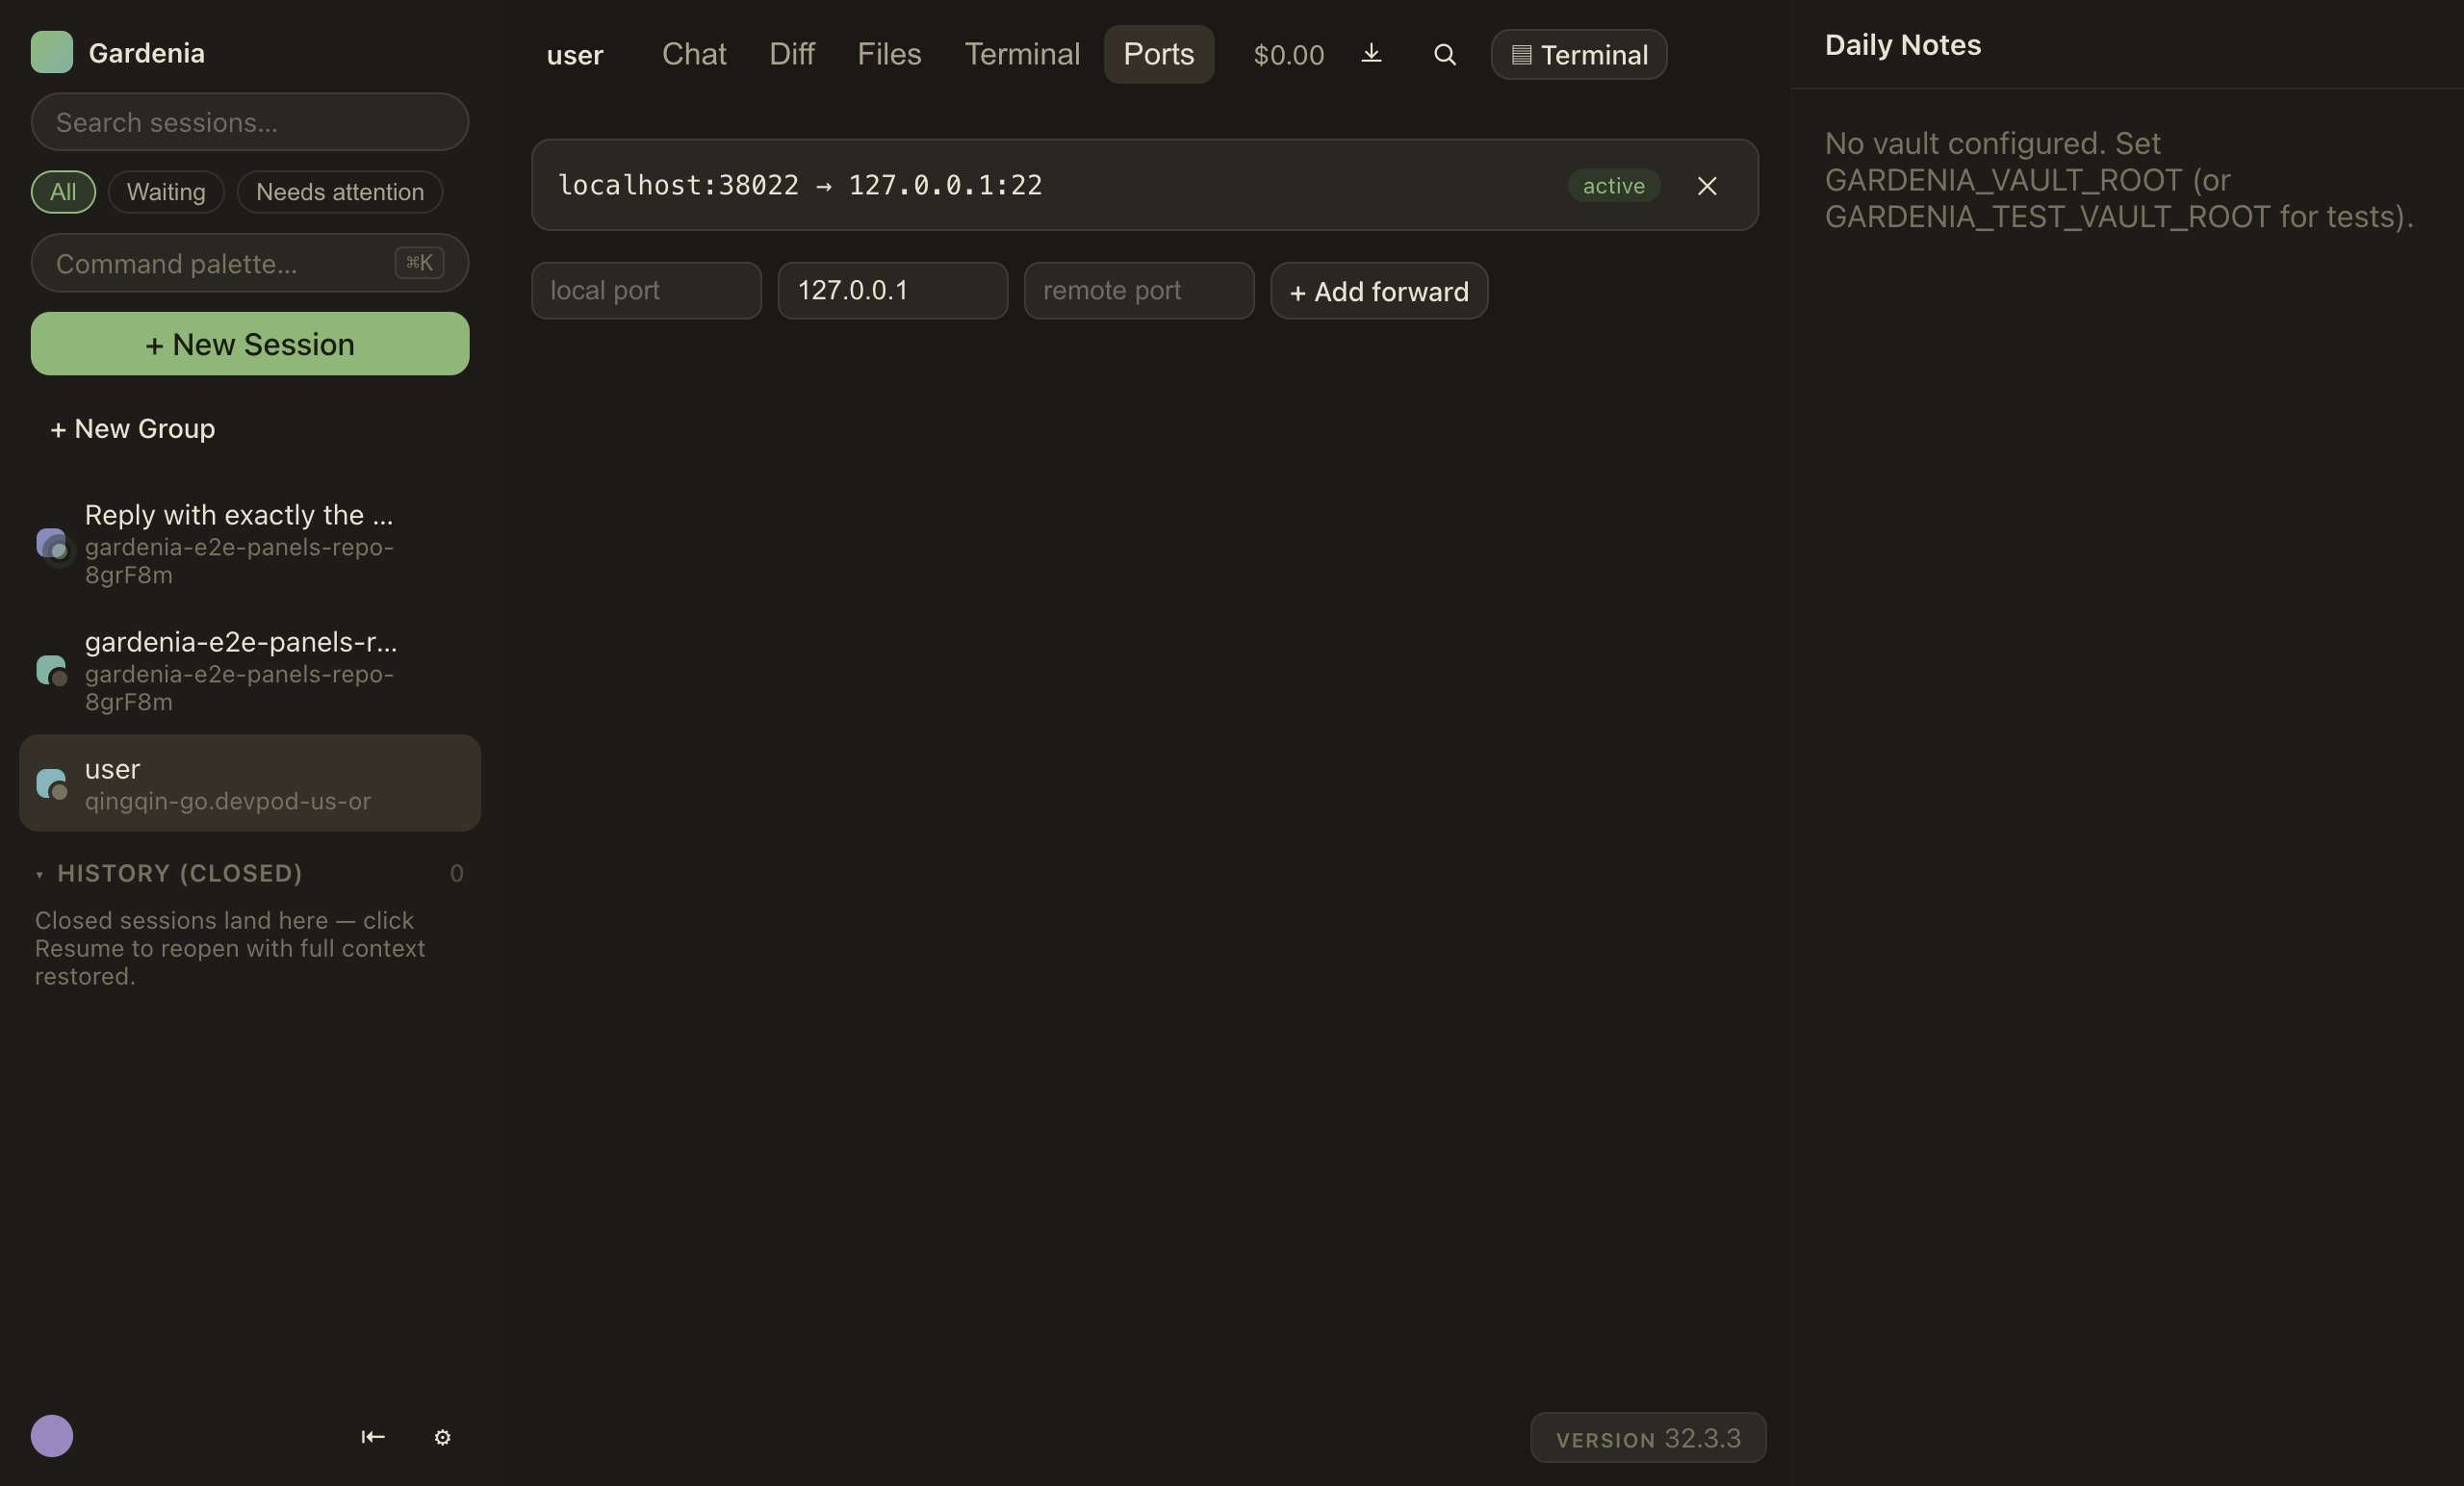 Gardenia
Search sessions...
All
Waiting
Needs attention
Command palette...
⌘K
+ New Session
+ New Group
Reply with exactly the ...
gardenia-e2e-panels-repo-
8grF8m
gardenia-e2e-panels-r...
gardenia-e2e-panels-repo-
8grF8m
user
qingqin-go.devpod-us-or
HISTORY (CLOSED)
0
Closed sessions land here — click
Resume to reopen with full context
restored.
user
Chat
Diff
Files
Terminal
Ports
$0.00
Terminal
localhost:38022 → 127.0.0.1:22
active
local port
127.0.0.1
remote port
+ Add forward
VERSION 32.3.3
Daily Notes
No vault configured. Set
GARDENIA_VAULT_ROOT (or
GARDENIA_TEST_VAULT_ROOT for tests).